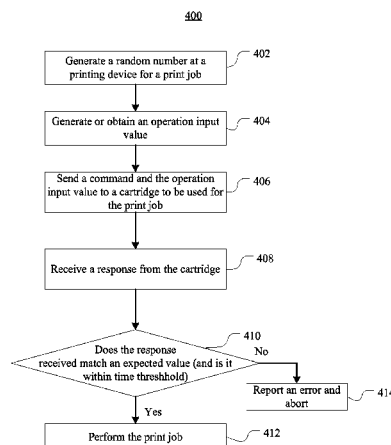 400
Generate a random number at a
printing device for a print job
402
Generate or obtain an operation input
value
404
Send a command and the operation
input value to a cartridge to be used for
the print job
406
Receive a response from the cartridge
408
Does the response
received match an expected value (and is it
within time threshhold)
410
No
Report an error and
abort
414
Yes
Perform the print job
412